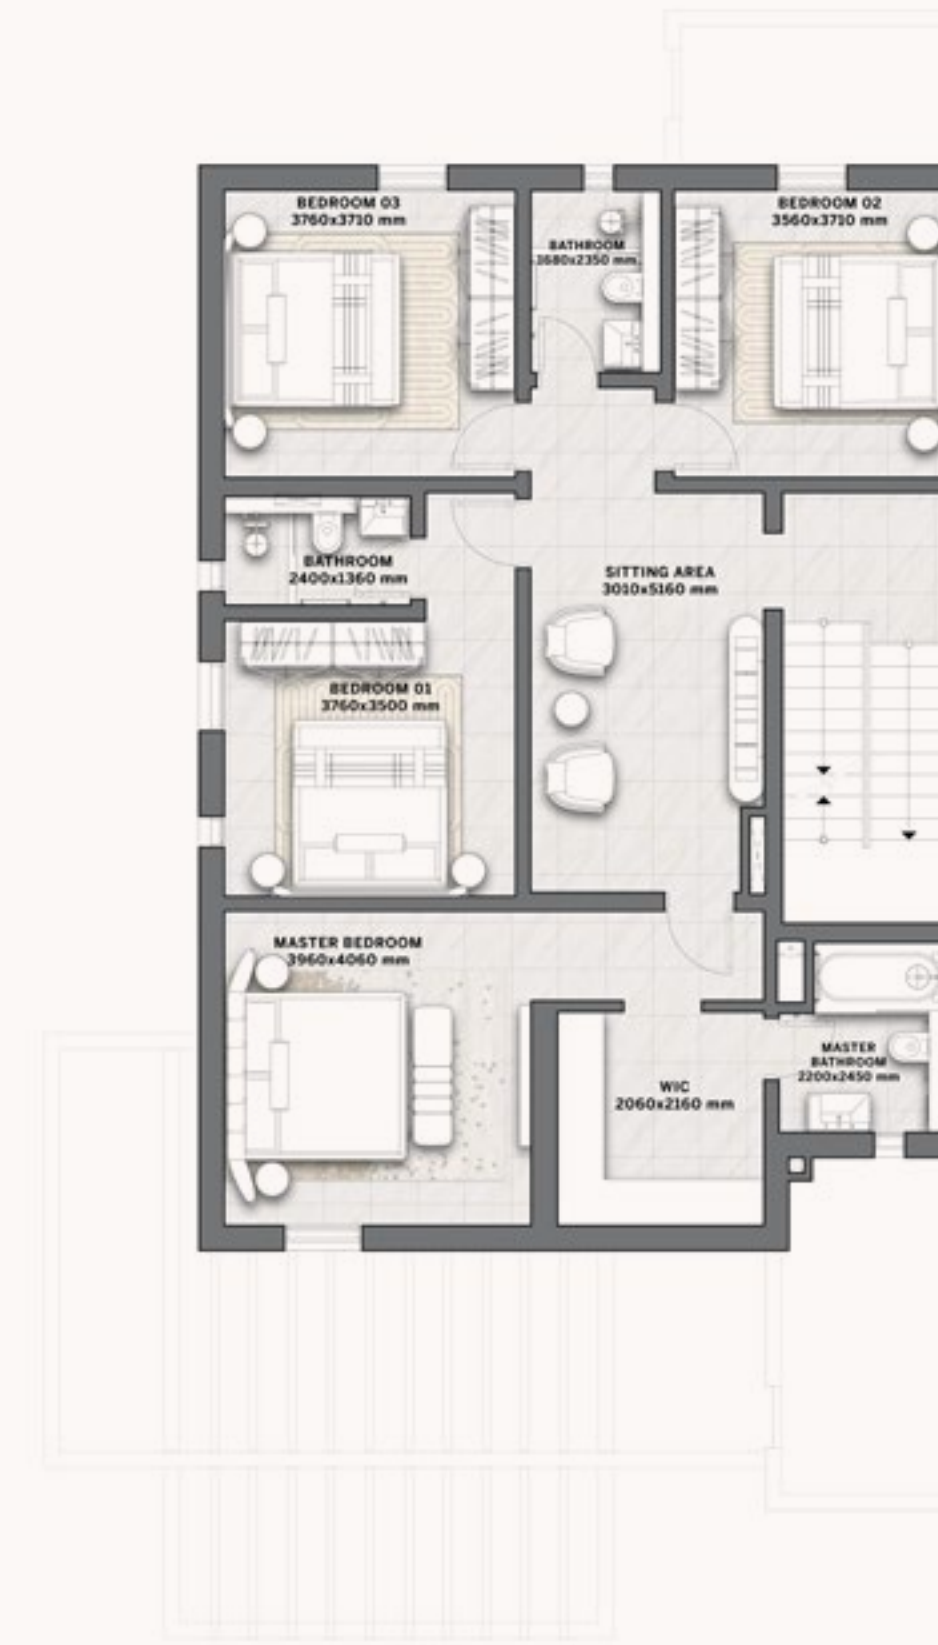 BEDROOM 03
3760x3710 mm
BATHROOM
1680x2350 mm
BEDROOM 02
3560x3710 mm
BATHROOM
2400x1360 mm
SITTING AREA
3010x5160 mm
BEDROOM 01
3760x3500 mm
MASTER BEDROOM
3960x4060 mm
MASTER
BATHROOM
2200x2450 mm
WIC
2060x2160 mm